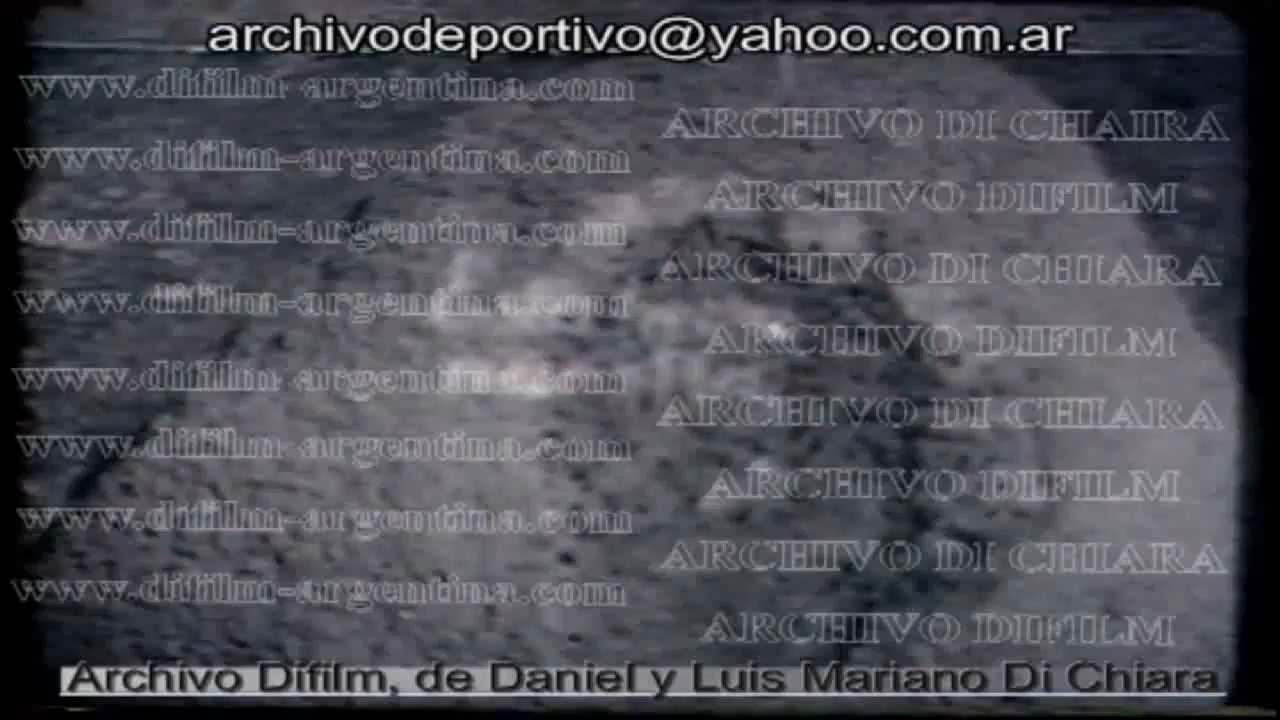 archivodeportivo@yahoo.com.ar
www.difilm-argentina.com
ARCHIVO DI CHAIIRA
www.difilm-argentina.com
ARCHIVO DIFILM
www.difilm-argentina.com
ARCHIVO DI CHIARA
www.difilm-argentina.com
ARCHIVO DIFILM
www.difilm-argentina.com
ARCHIVO DI CHIARA
www.difilm-argentina.com
ARCHIVO DIFILM
www.difilm-argentina.com
ARCHIVO DI CHIARA
www.difilm-argentina.com
ARCHIVO DIFILM
Archivo Difilm, de Daniel y Luis Mariano Di Chiara